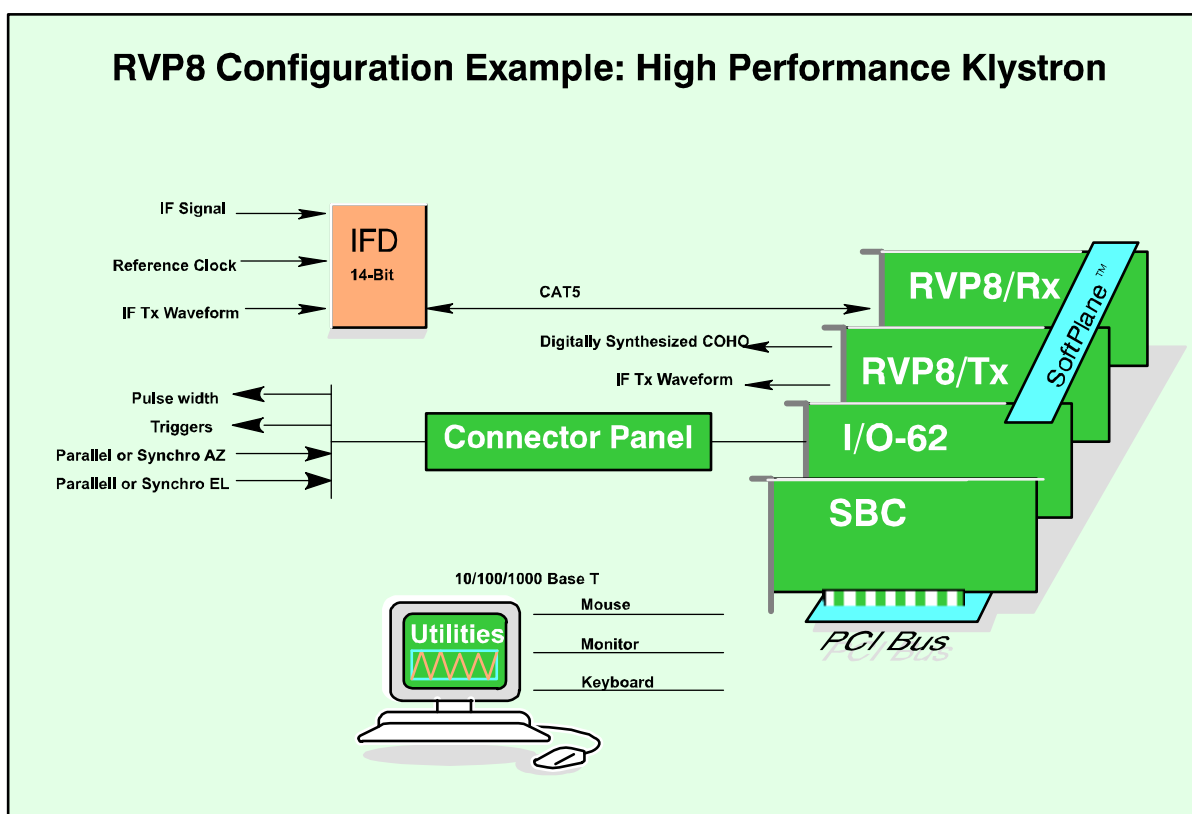 RVP8 Configuration Example: High Performance Klystron
IF Signal
Reference Clock
IF Tx Waveform
IFD
14-Bit
CAT5
Digitally Synthesized COHO
IF Tx Waveform
RVP8/Rx
RVP8/Tx
I/O-62
SBC
SoftPlane ™
Pulse width
Triggers
Parallel or Synchro AZ
Parallell or Synchro EL
Connector Panel
10/100/1000 Base T
Utilities
Mouse
Monitor
Keyboard
PCI Bus